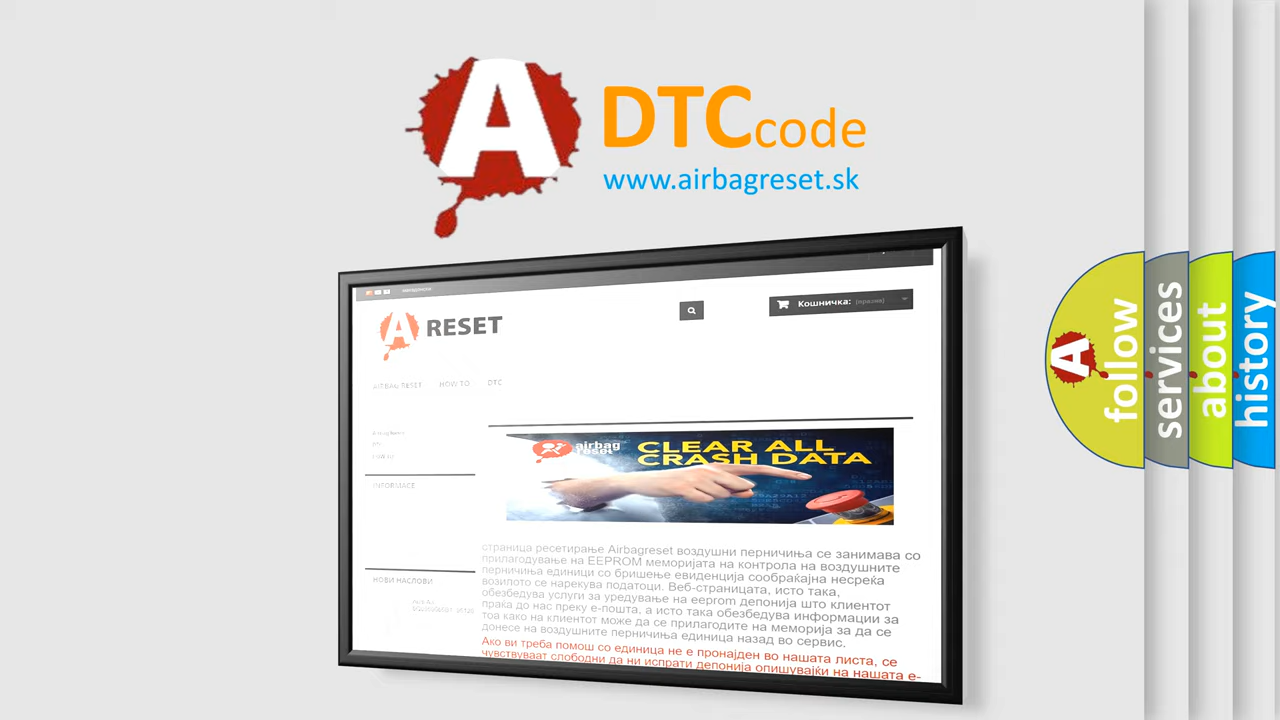 A DTC code
www.airbagreset.sk
A RESET
Кошничка: (празна)
AIRBAG RESET HOW TO DTC
airbag
reset
CLEAR ALL
CRASH DATA
INFORMACE
НОВИ НАСЛОВИ
страница ресетирање Airbagreset воздушни перничиња се занимава со
прилагодување на EEPROM меморијата на контрола на воздушните
перничиња единици со бришење евиденција сообраќајна несреќа
возилото се нарекува податоци. Веб-страницата, исто така,
обезбедува услуги за уредување на eeprom депонија што клиентот
праќа до нас преку е-пошта, а исто така обезбедува информации за
тоа како на клиентот може да се прилагодите на меморија за да се
донесе на воздушните перничиња единица назад во сервис.
Ако ви треба помош со единица не е пронајден во нашата листа, се
чувствуваат слободни да ни испрати депонија опишувајќи на нашата е-
A follow
services
about
history